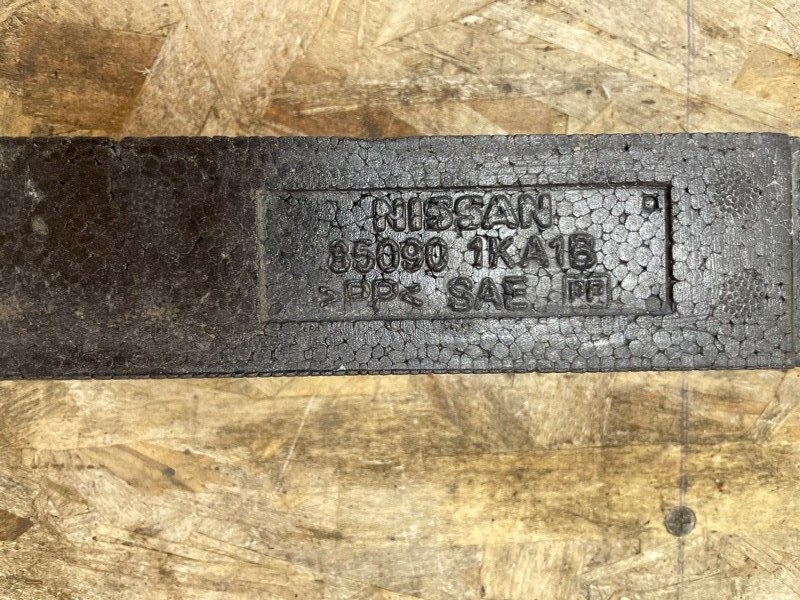 NISSAN
85090 1KA1B
>PP< SAE PP